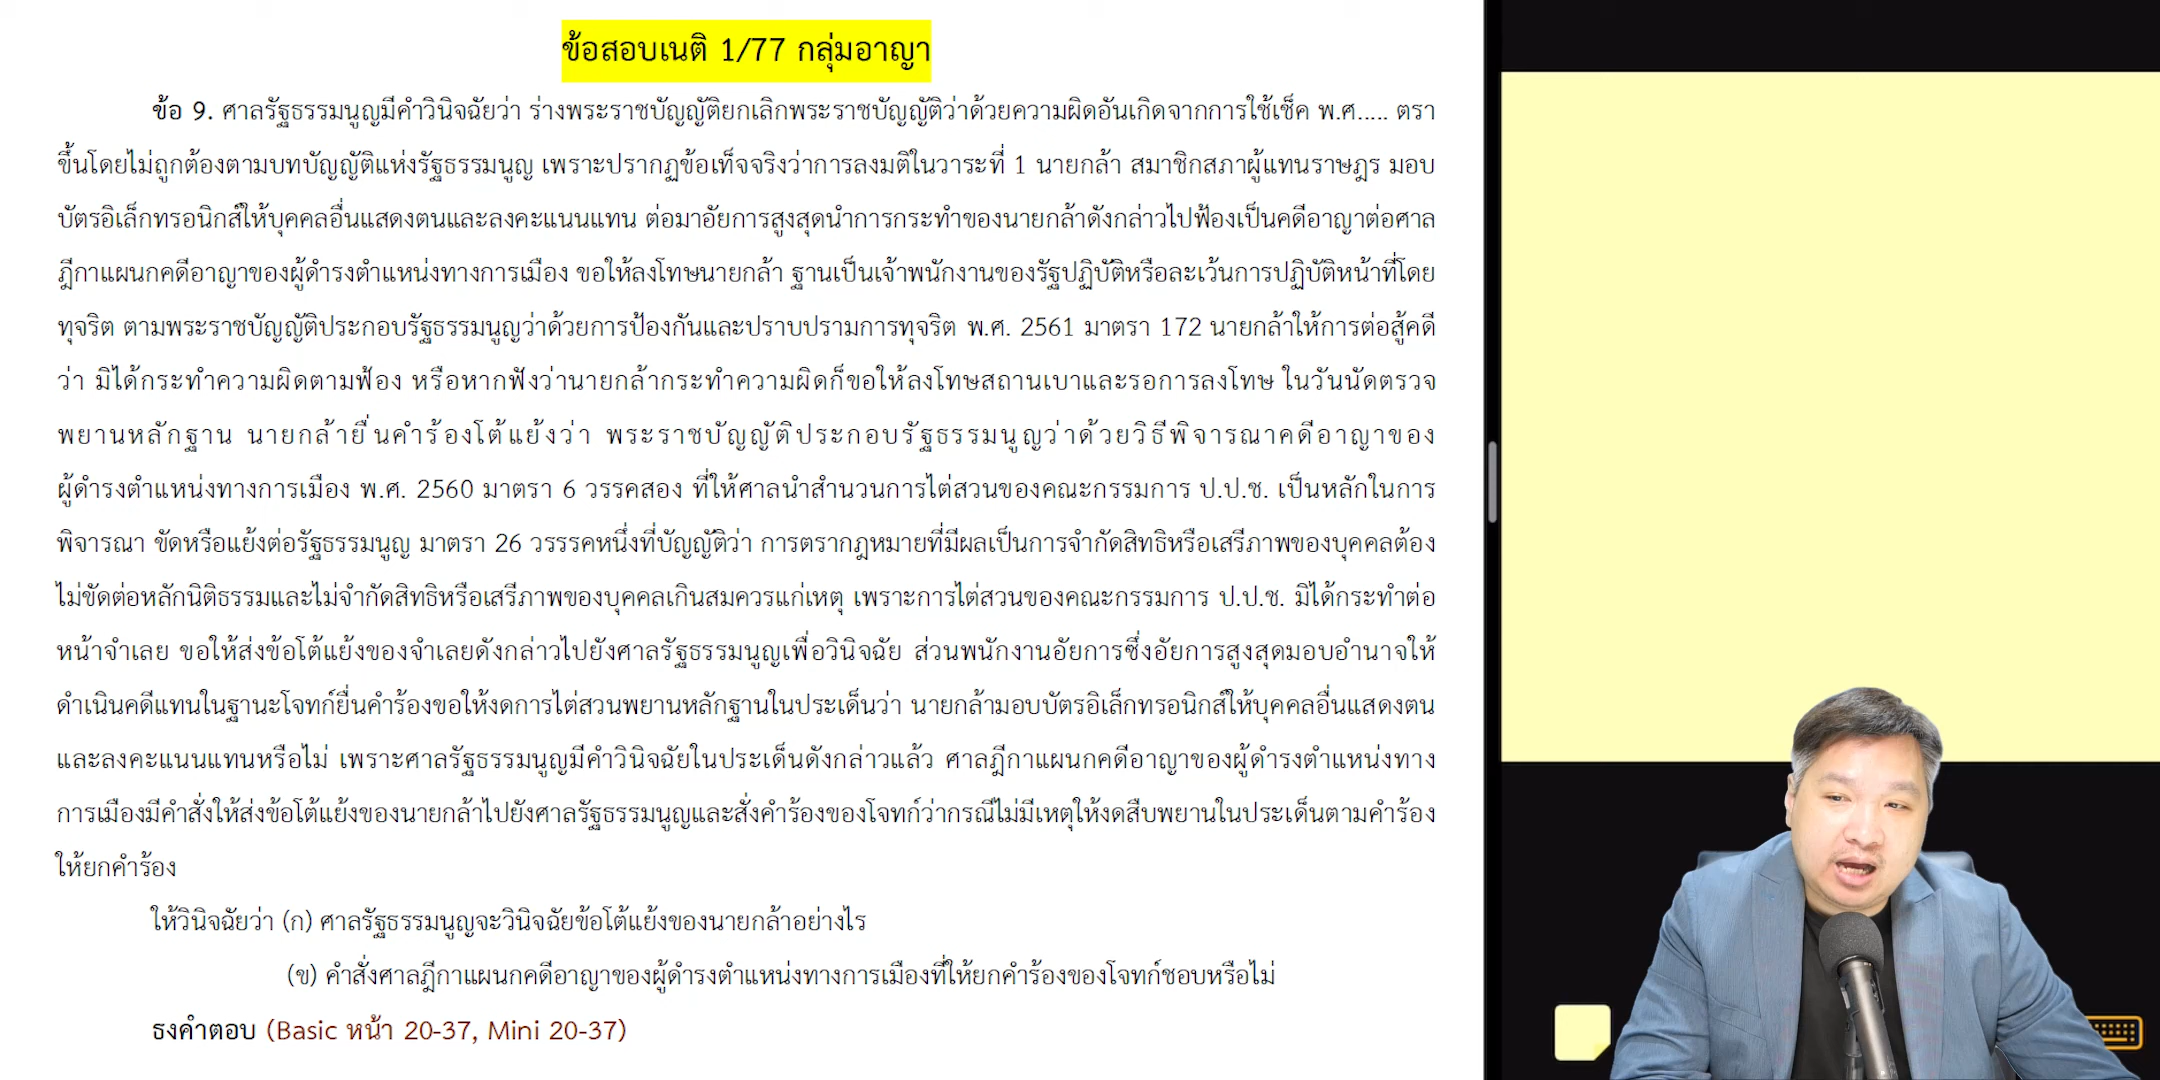 ข้อสอบเนติ 1/77 กลุ่มอาญา
ข้อ 9. ศาลรัฐธรรมนูญมีคำวินิจฉัยว่า ร่างพระราชบัญญัติยกเลิกพระราชบัญญัติว่าด้วยความผิดอันเกิดจากการใช้เช็ค พ.ศ..... ตรา
ขึ้นโดยไม่ถูกต้องตามบทบัญญัติแห่งรัฐธรรมนูญ เพราะปรากฏข้อเท็จจริงว่าการลงมติในวาระที่ 1 นายกล้า สมาชิกสภาผู้แทนราษฎร มอบ
บัตรอิเล็กทรอนิกส์ให้บุคคลอื่นแสดงตนและลงคะแนนแทน ต่อมาอัยการสูงสุดนำการกระทำของนายกล้าดังกล่าวไปฟ้องเป็นคดีอาญาต่อศาล
ฎีกาแผนกคดีอาญาของผู้ดำรงตำแหน่งทางการเมือง ขอให้ลงโทษนายกล้า ฐานเป็นเจ้าพนักงานของรัฐปฏิบัติหรือละเว้นการปฏิบัติหน้าที่โดย
ทุจริต ตามพระราชบัญญัติประกอบรัฐธรรมนูญว่าด้วยการป้องกันและปราบปรามการทุจริต พ.ศ. 2561 มาตรา 172 นายกล้าให้การต่อสู้คดี
ว่า มิได้กระทำความผิดตามฟ้อง หรือหากฟังว่านายกล้ากระทำความผิดก็ขอให้ลงโทษสถานเบาและรอการลงโทษ ในวันนัดตรวจ
พยานหลักฐาน นายกล้ายื่นคำร้องโต้แย้งว่า พระราชบัญญัติประกอบรัฐธรรมนูญว่าด้วยวิธีพิจารณาคดีอาญาของ
ผู้ดำรงตำแหน่งทางการเมือง พ.ศ. 2560 มาตรา 6 วรรคสอง ที่ให้ศาลนำสำนวนการไต่สวนของคณะกรรมการ ป.ป.ช. เป็นหลักในการ
พิจารณา ขัดหรือแย้งต่อรัฐธรรมนูญ มาตรา 26 วรรรคหนึ่งที่บัญญัติว่า การตรากฎหมายที่มีผลเป็นการจำกัดสิทธิหรือเสรีภาพของบุคคลต้อง
ไม่ขัดต่อหลักนิติธรรมและไม่จำกัดสิทธิหรือเสรีภาพของบุคคลเกินสมควรแก่เหตุ เพราะการไต่สวนของคณะกรรมการ ป.ป.ช. มิได้กระทำต่อ
หน้าจำเลย ขอให้ส่งข้อโต้แย้งของจำเลยดังกล่าวไปยังศาลรัฐธรรมนูญเพื่อวินิจฉัย ส่วนพนักงานอัยการซึ่งอัยการสูงสุดมอบอำนาจให้
ดำเนินคดีแทนในฐานะโจทก์ยื่นคำร้องขอให้งดการไต่สวนพยานหลักฐานในประเด็นว่า นายกล้ามอบบัตรอิเล็กทรอนิกส์ให้บุคคลอื่นแสดงตน
และลงคะแนนแทนหรือไม่ เพราะศาลรัฐธรรมนูญมีคำวินิจฉัยในประเด็นดังกล่าวแล้ว ศาลฎีกาแผนกคดีอาญาของผู้ดำรงตำแหน่งทาง
การเมืองมีคำสั่งให้ส่งข้อโต้แย้งของนายกล้าไปยังศาลรัฐธรรมนูญและสั่งคำร้องของโจทก์ว่ากรณีไม่มีเหตุให้งดสืบพยานในประเด็นตามคำร้อง
ให้ยกคำร้อง
ให้วินิจฉัยว่า (ก) ศาลรัฐธรรมนูญจะวินิจฉัยข้อโต้แย้งของนายกล้าอย่างไร
(ข) คำสั่งศาลฎีกาแผนกคดีอาญาของผู้ดำรงตำแหน่งทางการเมืองที่ให้ยกคำร้องของโจทก์ชอบหรือไม่
ธงคำตอบ (Basic หน้า 20-37, Mini 20-37)